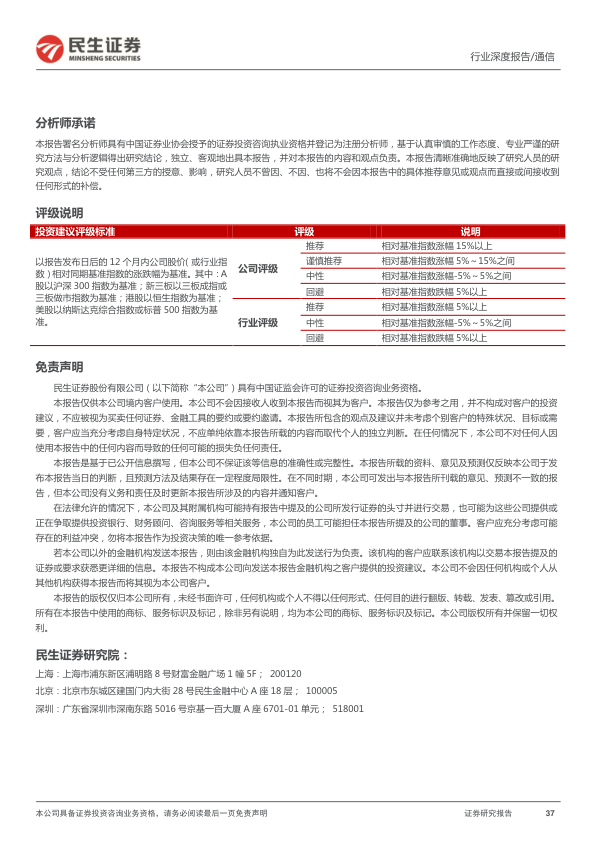 民生证券
MINSHENG SECURITIES
行业深度报告/通信
分析师承诺
本报告署名分析师具有中国证券业协会授予的证券投资咨询执业资格并登记为注册分析师，基于认真审慎的工作态度、专业严谨的研
究方法与分析逻辑得出研究结论，独立、客观地出具本报告，并对本报告的内容和观点负责。本报告清晰准确地反映了研究人员的研
究观点，结论不受任何第三方的授意、影响，研究人员不曾因、不因、也将不会因本报告中的具体推荐意见或观点而直接或间接收到
任何形式的补偿。
评级说明
投资建议评级标准 评级 说明
以报告发布日后的 12 个月内公司股价（或行业指
数）相对同期基准指数的涨跌幅为基准。其中：A
股以沪深 300 指数为基准；新三板以三板成指或
三板做市指数为基准；港股以恒生指数为基准；
美股以纳斯达克综合指数或标普 500 指数为基
准。
公司评级
推荐 相对基准指数涨幅 15%以上
谨慎推荐 相对基准指数涨幅 5%～15%之间
中性 相对基准指数涨幅-5%～5%之间
回避 相对基准指数跌幅 5%以上
行业评级
推荐 相对基准指数涨幅 5%以上
中性 相对基准指数涨幅-5%～5%之间
回避 相对基准指数跌幅 5%以上
免责声明
民生证券股份有限公司（以下简称“本公司”）具有中国证监会许可的证券投资咨询业务资格。
本报告仅供本公司境内客户使用。本公司不会因接收人收到本报告而视其为客户。本报告仅为参考之用，并不构成对客户的投资
建议，不应被视为买卖任何证券、金融工具的要约或要约邀请。本报告所包含的观点及建议并未考虑个别客户的特殊状况、目标或需
要，客户应当充分考虑自身特定状况，不应单纯依靠本报告所载的内容而取代个人的独立判断。在任何情况下，本公司不对任何人因
使用本报告中的任何内容而导致的任何可能的损失负任何责任。
本报告是基于已公开信息撰写，但本公司不保证该等信息的准确性或完整性。本报告所载的资料、意见及预测仅反映本公司于发
布本报告当日的判断，且预测方法及结果存在一定程度局限性。在不同时期，本公司可发出与本报告所刊载的意见、预测不一致的报
告，但本公司没有义务和责任及时更新本报告所涉及的内容并通知客户。
在法律允许的情况下，本公司及其附属机构可能持有报告中提及的公司所发行证券的头寸并进行交易，也可能为这些公司提供或
正在争取提供投资银行、财务顾问、咨询服务等相关服务，本公司的员工可能担任本报告所提及的公司的董事。客户应充分考虑可能
存在的利益冲突，勿将本报告作为投资决策的唯一参考依据。
若本公司以外的金融机构发送本报告，则由该金融机构独自为此发送行为负责。该机构的客户应联系该机构以交易本报告提及的
证券或要求获悉更详细的信息。本报告不构成本公司向发送本报告金融机构之客户提供的投资建议。本公司不会因任何机构或个人从
其他机构获得本报告而将其视为本公司客户。
本报告的版权仅归本公司所有，未经书面许可，任何机构或个人不得以任何形式、任何目的进行翻版、转载、发表、篡改或引用。
所有在本报告中使用的商标、服务标识及标记，除非另有说明，均为本公司的商标、服务标识及标记。本公司版权所有并保留一切权
利。
民生证券研究院：
上海：上海市浦东新区浦明路 8 号财富金融广场 1 幢 5F； 200120
北京：北京市东城区建国门内大街 28 号民生金融中心 A 座 18 层； 100005
深圳：广东省深圳市深南东路 5016 号京基一百大厦 A 座 6701-01 单元； 518001
本公司具备证券投资咨询业务资格，请务必阅读最后一页免责声明 证券研究报告 37